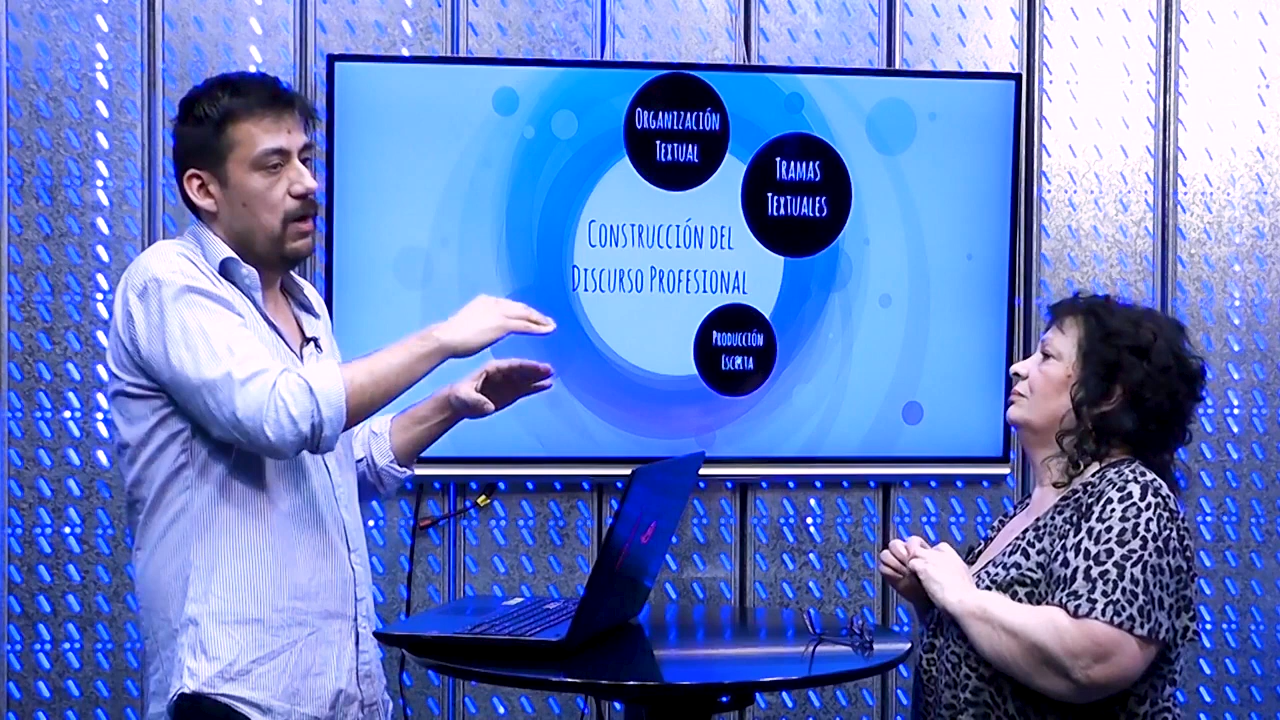 ORGANIZACIÓN
TEXTUAL
TRAMAS
TEXTUALES
CONSTRUCCIÓN DEL
DISCURSO PROFESIONAL
PRODUCCIÓN
ESCRITA